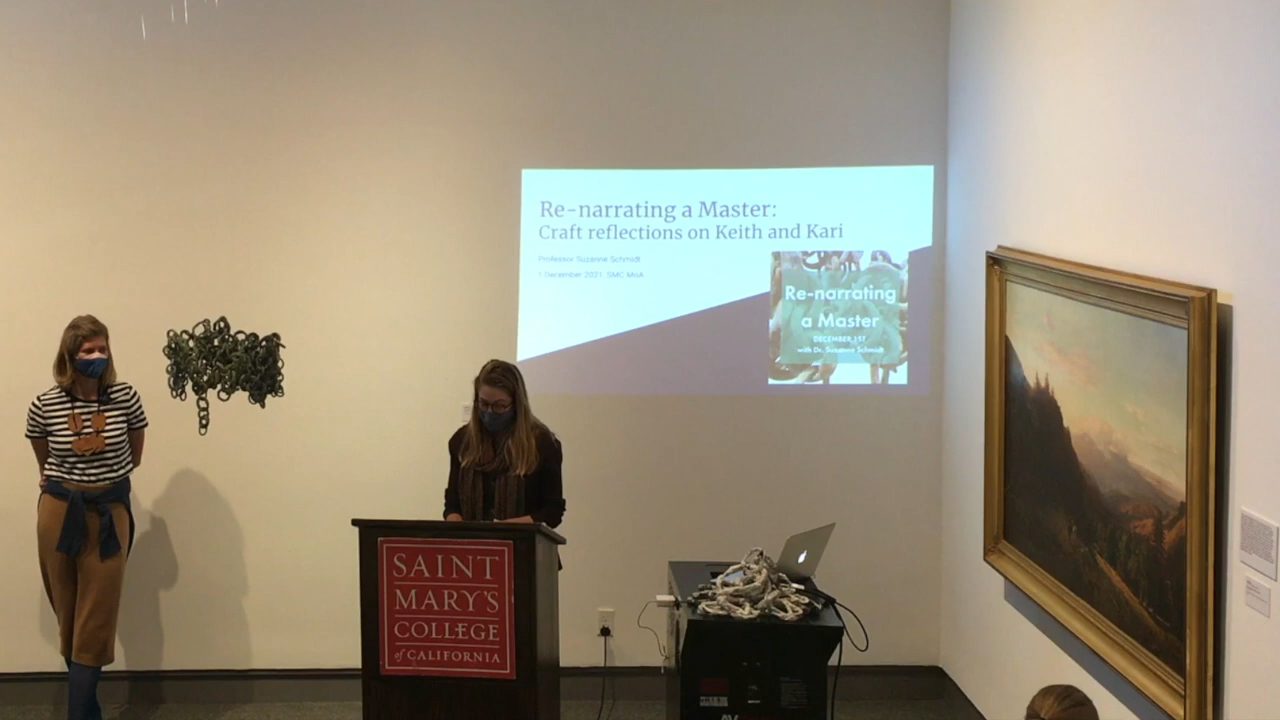 Re-narrating a Master:
Craft reflections on Keith and Kari
Professor Suzanne Schmidt
1 December 2021, SMC MoA
Re-narrating
a Master
DECEMBER 1ST
with Dr. Suzanne Schmidt
SAINT
MARY'S
COLLEGE
of CALIFORNIA
AV